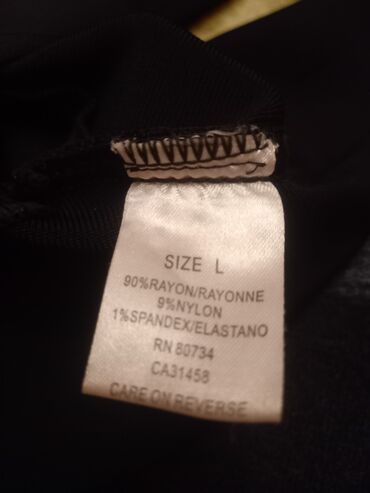 SIZE L
90%RAYON/RAYONNE
9%NYLON
1%SPANDEX/ELASTANO
RN 80734
CA31458
CARE ON REVERSE